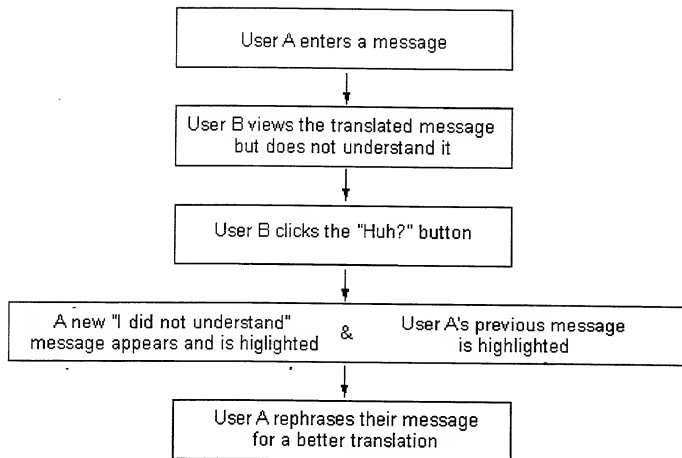 User A enters a message
User B views the translated message
but does not understand it
User B clicks the "Huh?" button
A new "I did not understand"
message appears and is higlighted
&
User A's previous message
is highlighted
User A rephrases their message
for a better translation